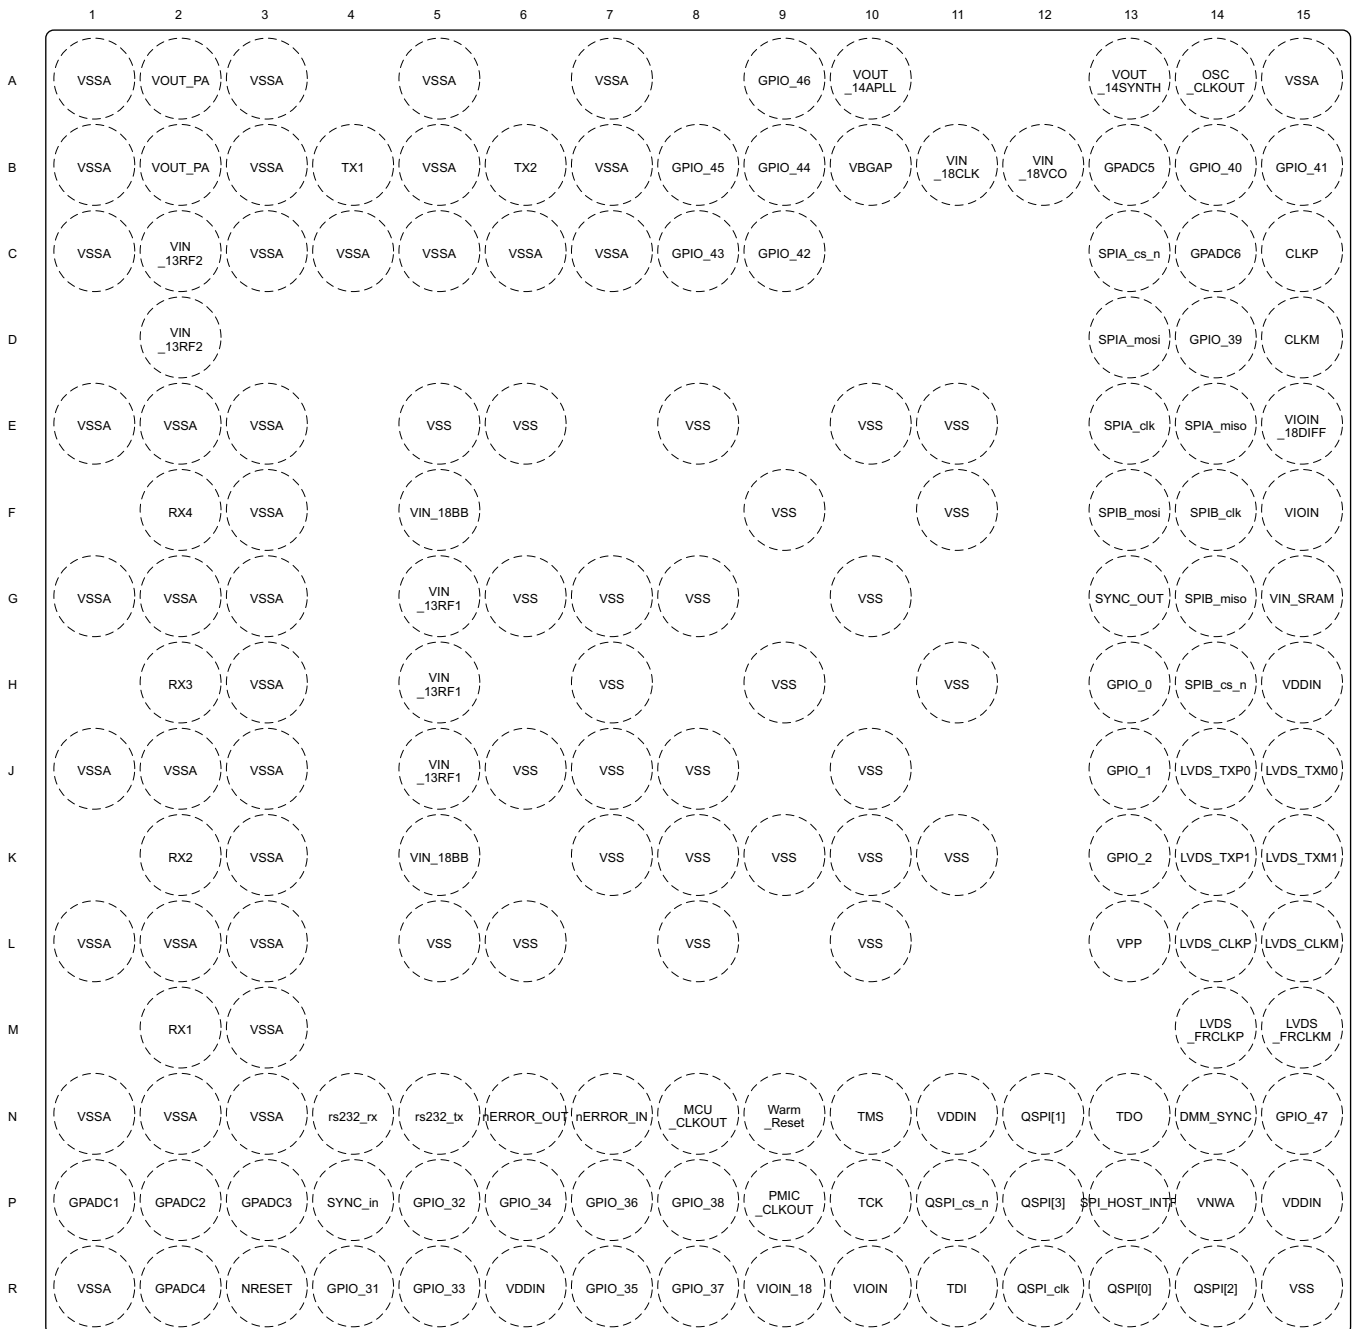 1 2 3 4 5 6 7 8 9 10 11 12 13 14 15
A VSSA VOUT_PA VSSA VSSA VSSA GPIO_46 VOUT _14APLL VOUT _14SYNTH OSC _CLKOUT VSSA
B VSSA VOUT_PA VSSA TX1 VSSA TX2 VSSA GPIO_45 GPIO_44 VBGAP VIN _18CLK VIN _18VCO GPADC5 GPIO_40 GPIO_41
C VSSA VIN _13RF2 VSSA VSSA VSSA VSSA VSSA GPIO_43 GPIO_42 SPIA_cs_n GPADC6 CLKP
D VIN _13RF2 SPIA_mosi GPIO_39 CLKM
E VSSA VSSA VSSA VSS VSS VSS VSS VSS SPIA_clk SPIA_miso VIOIN _18DIFF
F RX4 VSSA VIN_18BB VSS VSS SPIB_mosi SPIB_clk VIOIN
G VSSA VSSA VSSA VIN _13RF1 VSS VSS VSS VSS SYNC_OUT SPIB_miso VIN_SRAM
H RX3 VSSA VIN _13RF1 VSS VSS VSS GPIO_0 SPIB_cs_n VDDIN
J VSSA VSSA VSSA VIN _13RF1 VSS VSS VSS VSS GPIO_1 LVDS_TXP0 LVDS_TXM0
K RX2 VSSA VIN_18BB VSS VSS VSS VSS VSS GPIO_2 LVDS_TXP1 LVDS_TXM1
L VSSA VSSA VSSA VSS VSS VSS VSS VPP LVDS_CLKP LVDS_CLKM
M RX1 VSSA LVDS _FRCLKP LVDS _FRCLKM
N VSSA VSSA VSSA rs232_rx rs232_tx nERROR_OUT nERROR_IN MCU _CLKOUT Warm _Reset TMS VDDIN QSPI[1] TDO DMM_SYNC GPIO_47
P GPADC1 GPADC2 GPADC3 SYNC_in GPIO_32 GPIO_34 GPIO_36 GPIO_38 PMIC _CLKOUT TCK QSPI_cs_n QSPI[3] SPI_HOST_INTR VNWA VDDIN
R VSSA GPADC4 NRESET GPIO_31 GPIO_33 VDDIN GPIO_35 GPIO_37 VIOIN_18 VIOIN TDI QSPI_clk QSPI[0] QSPI[2] VSS